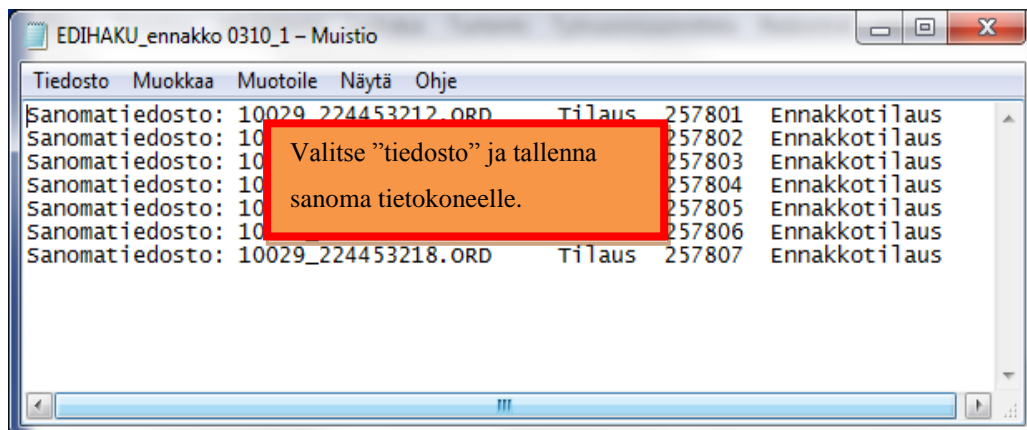 EDIHAKU_ennakko 0310_1 – Muistio
Tiedosto Muokkaa Muotoile Näytä Ohje
Sanomatiedosto: 10029_224453212.ORD Tilaus 257801 Ennakkotilaus
Sanomatiedosto: 10 257802 Ennakkotilaus
Sanomatiedosto: 10 257803 Ennakkotilaus
Sanomatiedosto: 10 257804 Ennakkotilaus
Sanomatiedosto: 10 257805 Ennakkotilaus
Sanomatiedosto: 10 257806 Ennakkotilaus
Sanomatiedosto: 10029_224453218.ORD Tilaus 257807 Ennakkotilaus
Valitse ”tiedosto” ja tallenna
sanoma tietokoneelle.